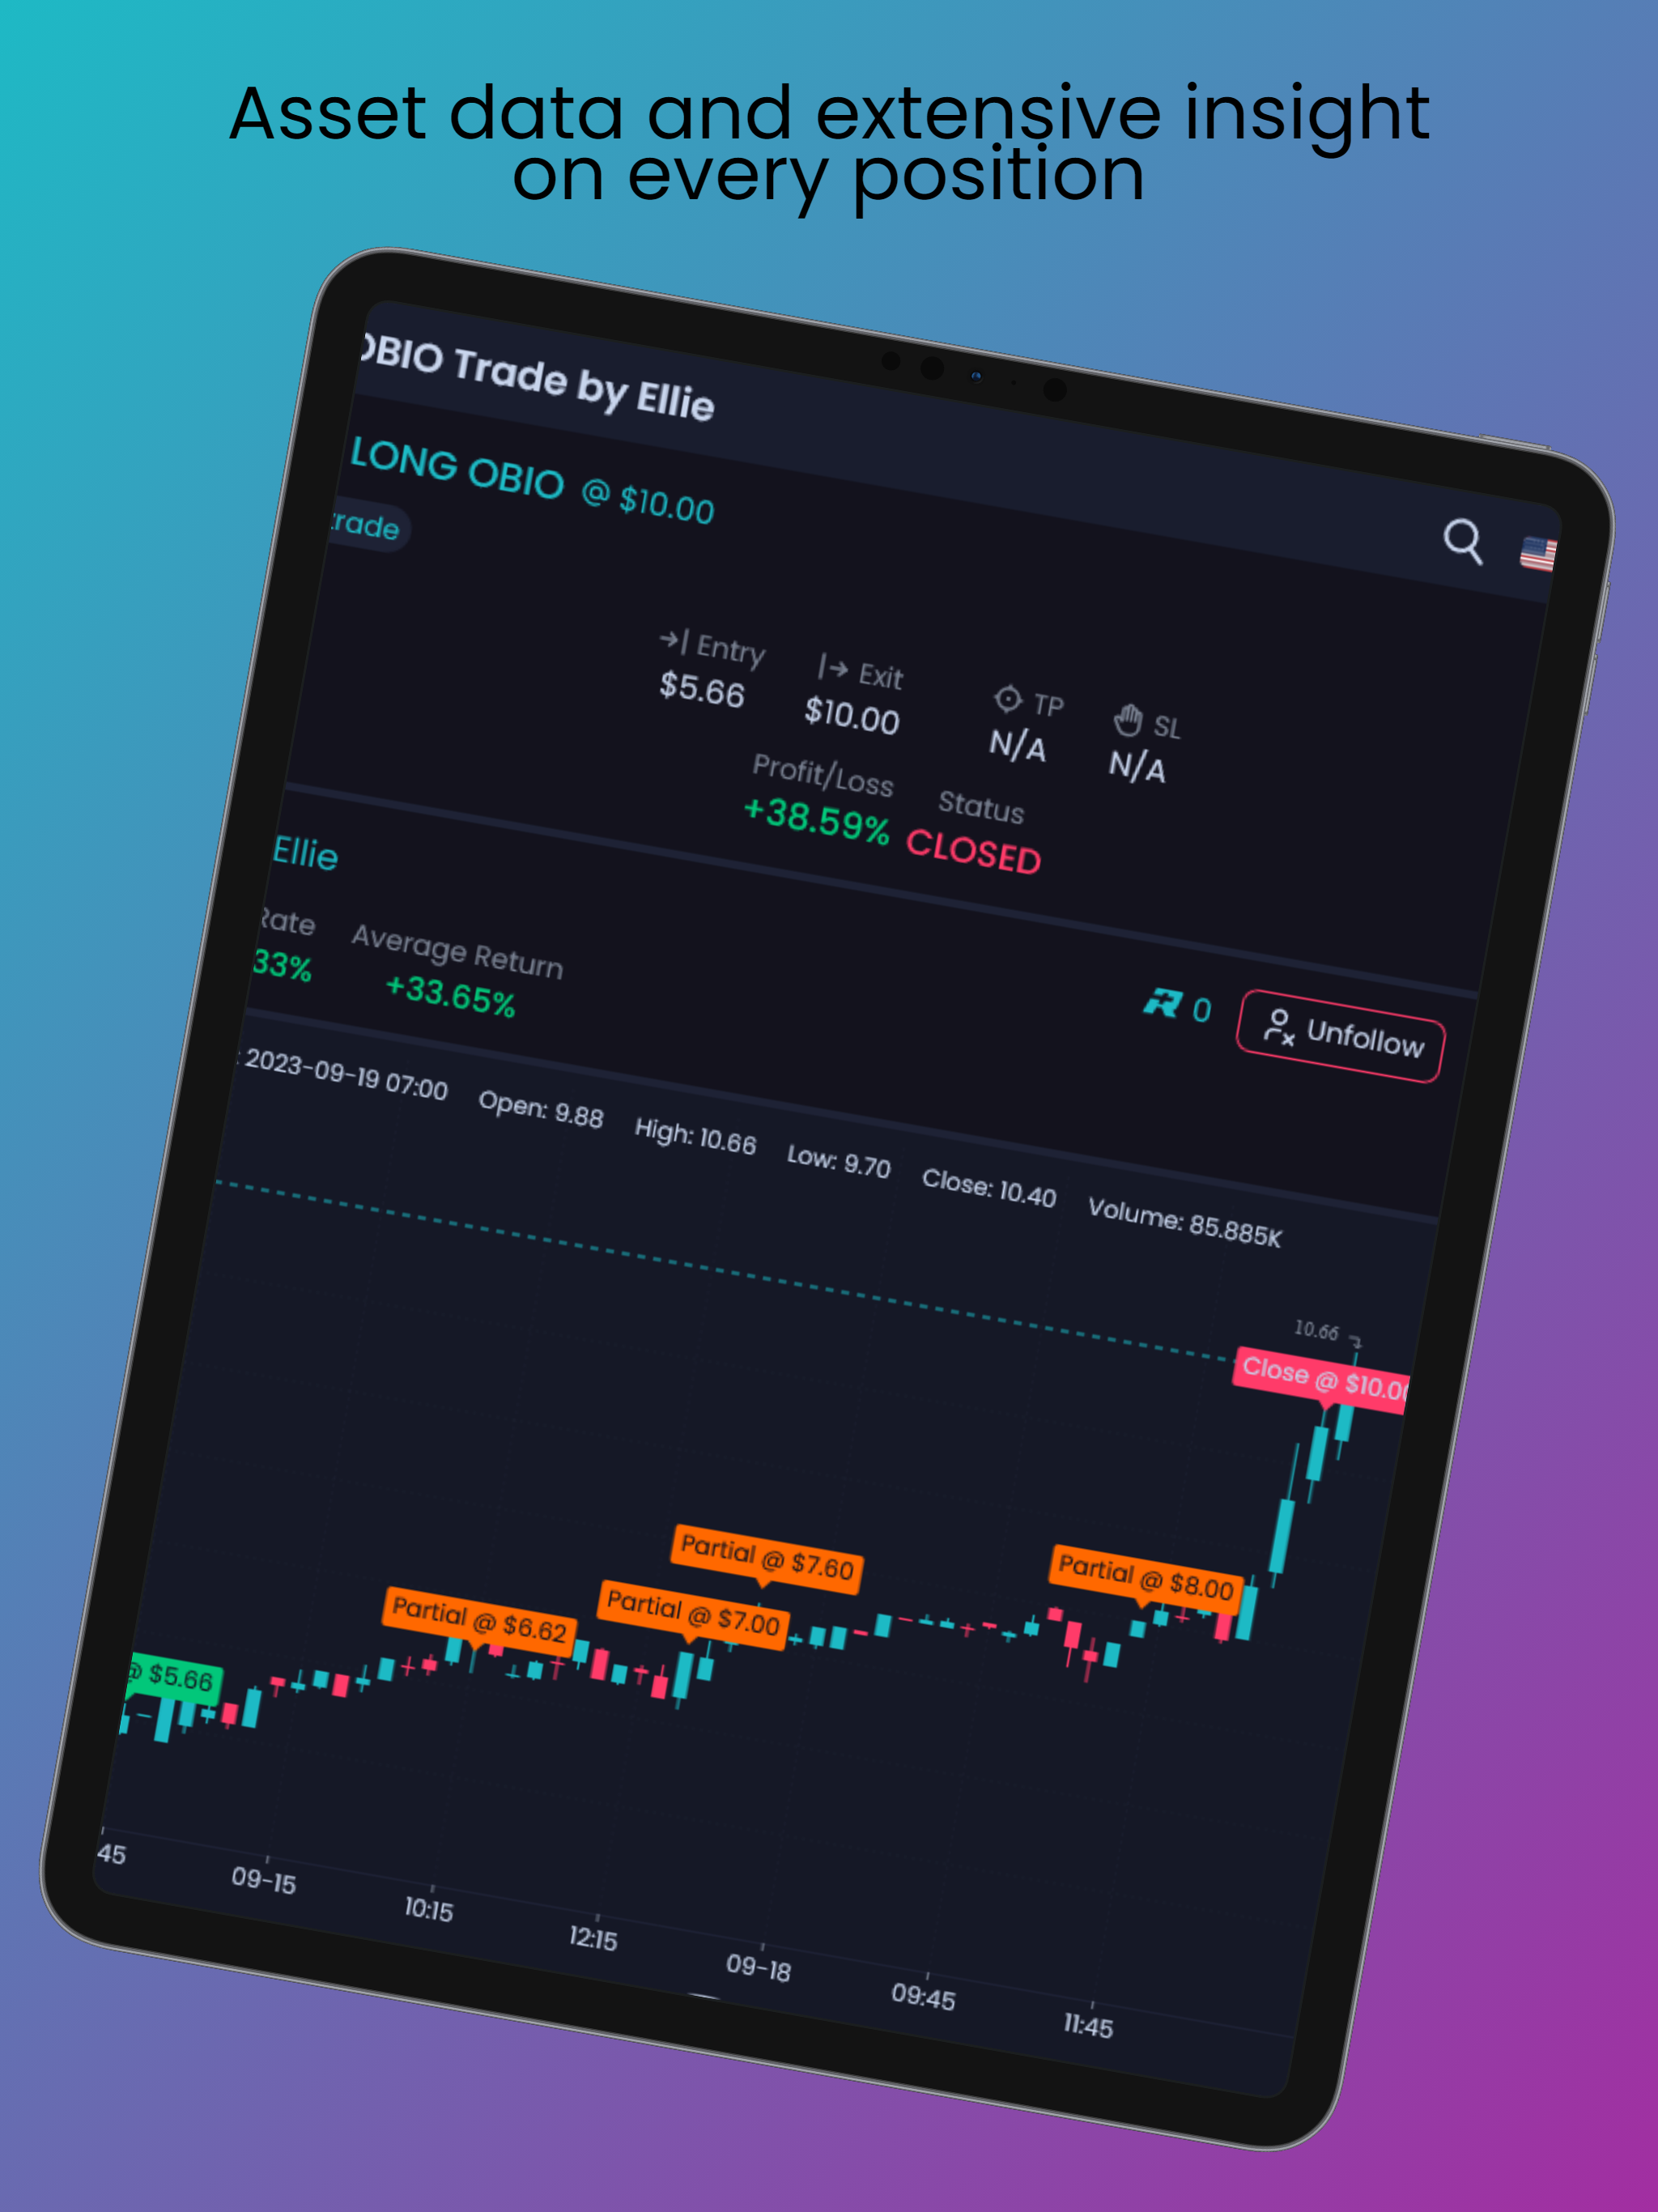 Asset data and extensive insight
on every position
OBIO Trade by Ellie
LONG OBIO @ $10.00
trade
Entry Exit TP SL
$5.66 $10.00 N/A N/A
Profit/Loss Status
+38.59% CLOSED
Ellie
Rate Average Return
33% +33.65%
0 Unfollow
: 2023-09-19 07:00 Open: 9.88 High: 10.66 Low: 9.70 Close: 10.40 Volume: 85.885K
10.66
Close @ $10.00
Partial @ $7.60
Partial @ $8.00
Partial @ $6.62
Partial @ $7.00
@ $5.66
45 09-15 10:15 12:15 09-18 09:45 11:45